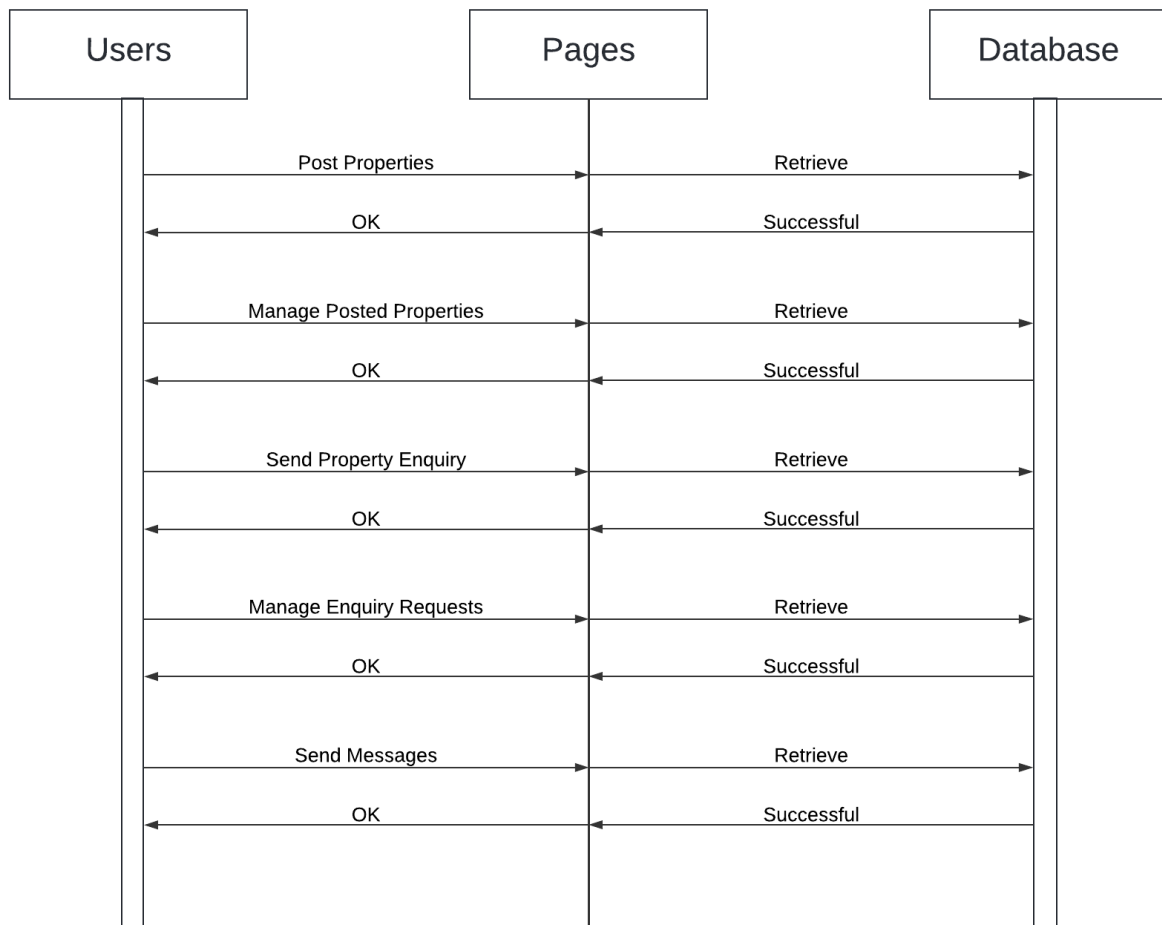 Users
Pages
Database
Post Properties
Retrieve
OK
Successful
Manage Posted Properties
Retrieve
OK
Successful
Send Property Enquiry
Retrieve
OK
Successful
Manage Enquiry Requests
Retrieve
OK
Successful
Send Messages
Retrieve
OK
Successful